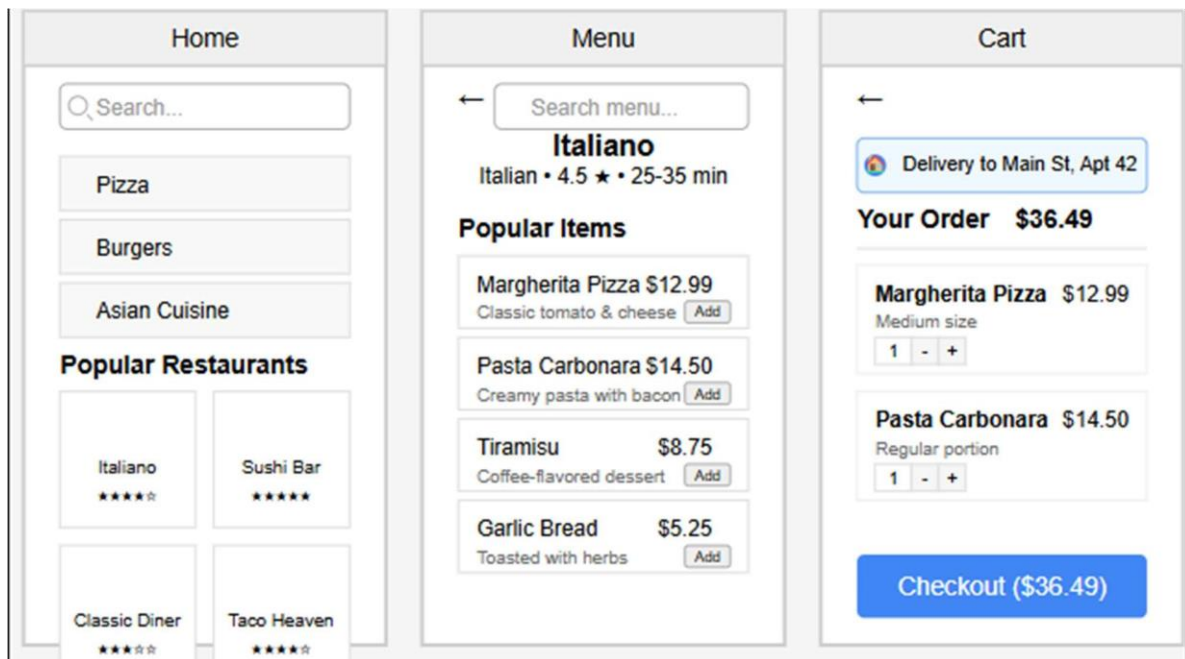 Home
Search...
Pizza
Burgers
Asian Cuisine
Popular Restaurants
Italiano
★★★★☆
Sushi Bar
★★★★★
Classic Diner
★★★☆☆
Taco Heaven
★★★★☆
Menu
←
Search menu...
Italiano
Italian • 4.5 ★ • 25-35 min
Popular Items
Margherita Pizza $12.99
Classic tomato & cheese Add
Pasta Carbonara $14.50
Creamy pasta with bacon Add
Tiramisu $8.75
Coffee-flavored dessert Add
Garlic Bread $5.25
Toasted with herbs Add
Cart
←
Delivery to Main St, Apt 42
Your Order $36.49
Margherita Pizza $12.99
Medium size
1 - +
Pasta Carbonara $14.50
Regular portion
1 - +
Checkout ($36.49)